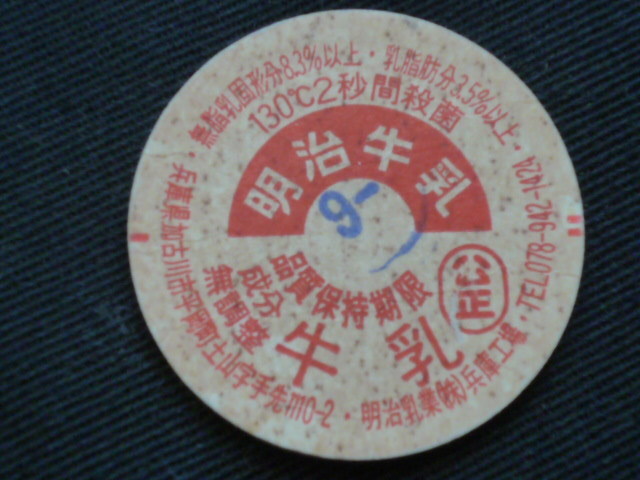 無脂乳固形分8.3%以上・乳脂肪分3.5%以上・
130℃2秒間殺菌
明治牛乳
9-
品質保持期限
成分
無調整
牛乳
公正
兵庫県加古川市平岡町土山字手先1110-2・明治乳業(株)兵庫工場・TEL078-942-1424